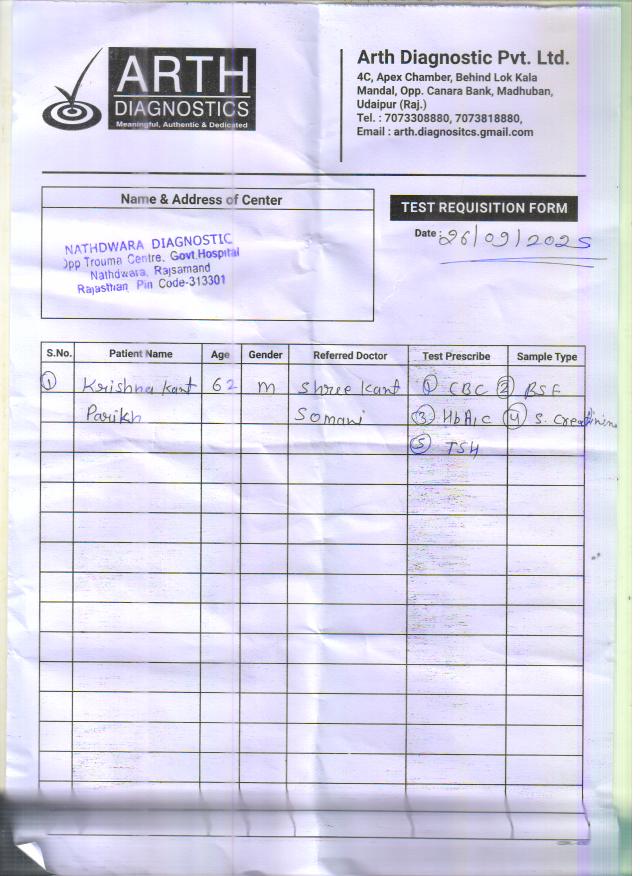 ARTH
DIAGNOSTICS
Meaningful, Authentic & Dedicated
Arth Diagnostic Pvt. Ltd.
4C, Apex Chamber, Behind Lok Kala
Mandal, Opp. Canara Bank, Madhuban,
Udaipur (Raj.)
Tel. : 7073308880, 7073818880,
Email : arth.diagnositcs.gmail.com
Name & Address of Center
NATHDWARA DIAGNOSTIC
Opp Trouma Centre, Govt.Hospital
Nathdwara, Rajsamand
Rajasthan Pin Code-313301
TEST REQUISITION FORM
Date : 26/09/2025
S.No. Patient Name Age Gender Referred Doctor Test Prescribe Sample Type
1 Krishna Kant 62 M Shree Kant 1 CBC 2 BSF
Parikh Somani 3 HbA1C 4 S. Creatinine
5 TSH